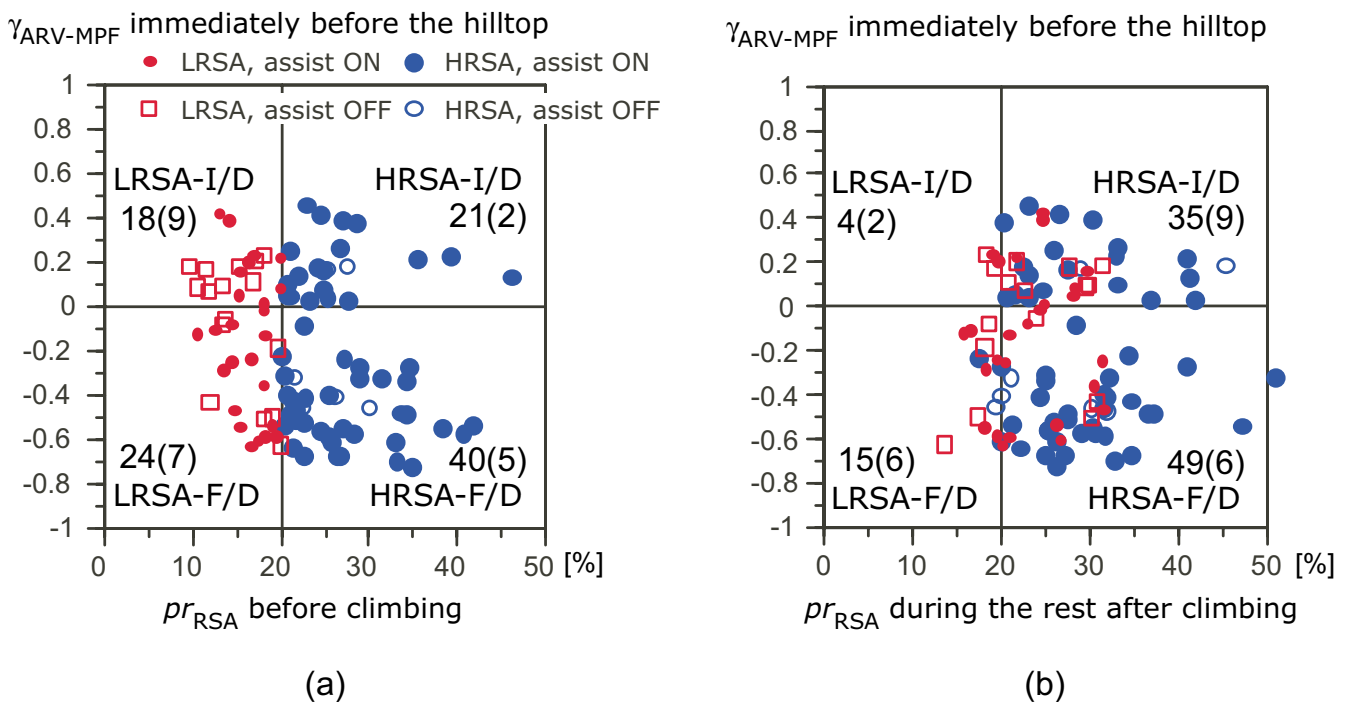 γARV-MPF immediately before the hilltop
LRSA, assist ON
HRSA, assist ON
LRSA, assist OFF
HRSA, assist OFF
1
0.8
0.6
0.4
0.2
0
-0.2
-0.4
-0.6
-0.8
-1
LRSA-I/D
18(9)
HRSA-I/D
21(2)
24(7)
LRSA-F/D
40(5)
HRSA-F/D
0 10 20 30 40 50 [%]
prRSA before climbing
(a)
γARV-MPF immediately before the hilltop
1
0.8
0.6
0.4
0.2
0
-0.2
-0.4
-0.6
-0.8
-1
LRSA-I/D
4(2)
HRSA-I/D
35(9)
15(6)
LRSA-F/D
49(6)
HRSA-F/D
0 10 20 30 40 50 [%]
prRSA during the rest after climbing
(b)